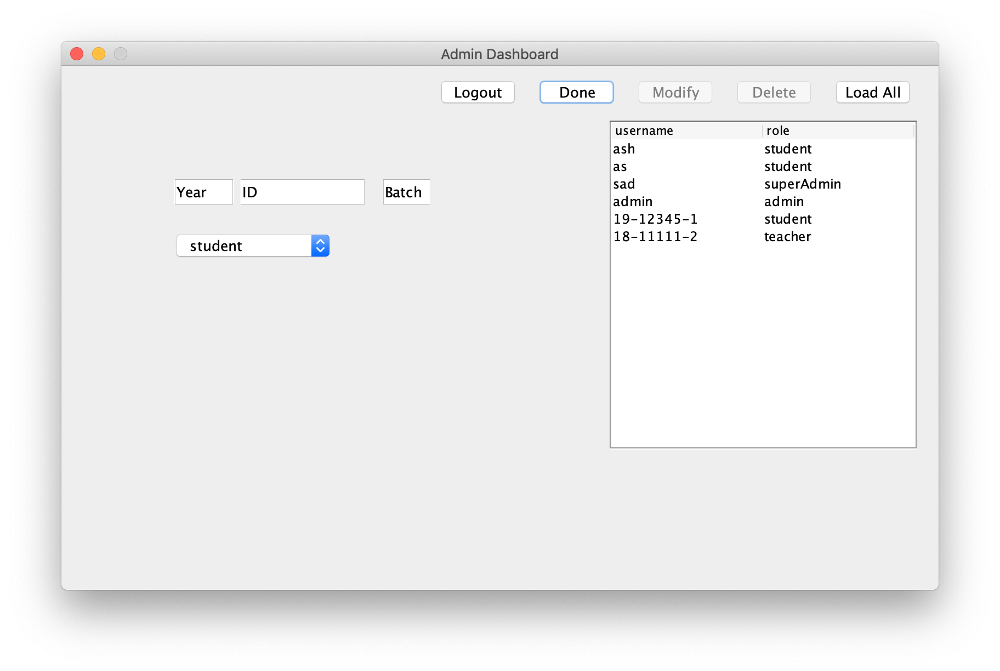 Admin Dashboard
Logout Done Modify Delete Load All
username role
ash student
as student
sad superAdmin
admin admin
19-12345-1 student
18-11111-2 teacher
Year ID Batch
student